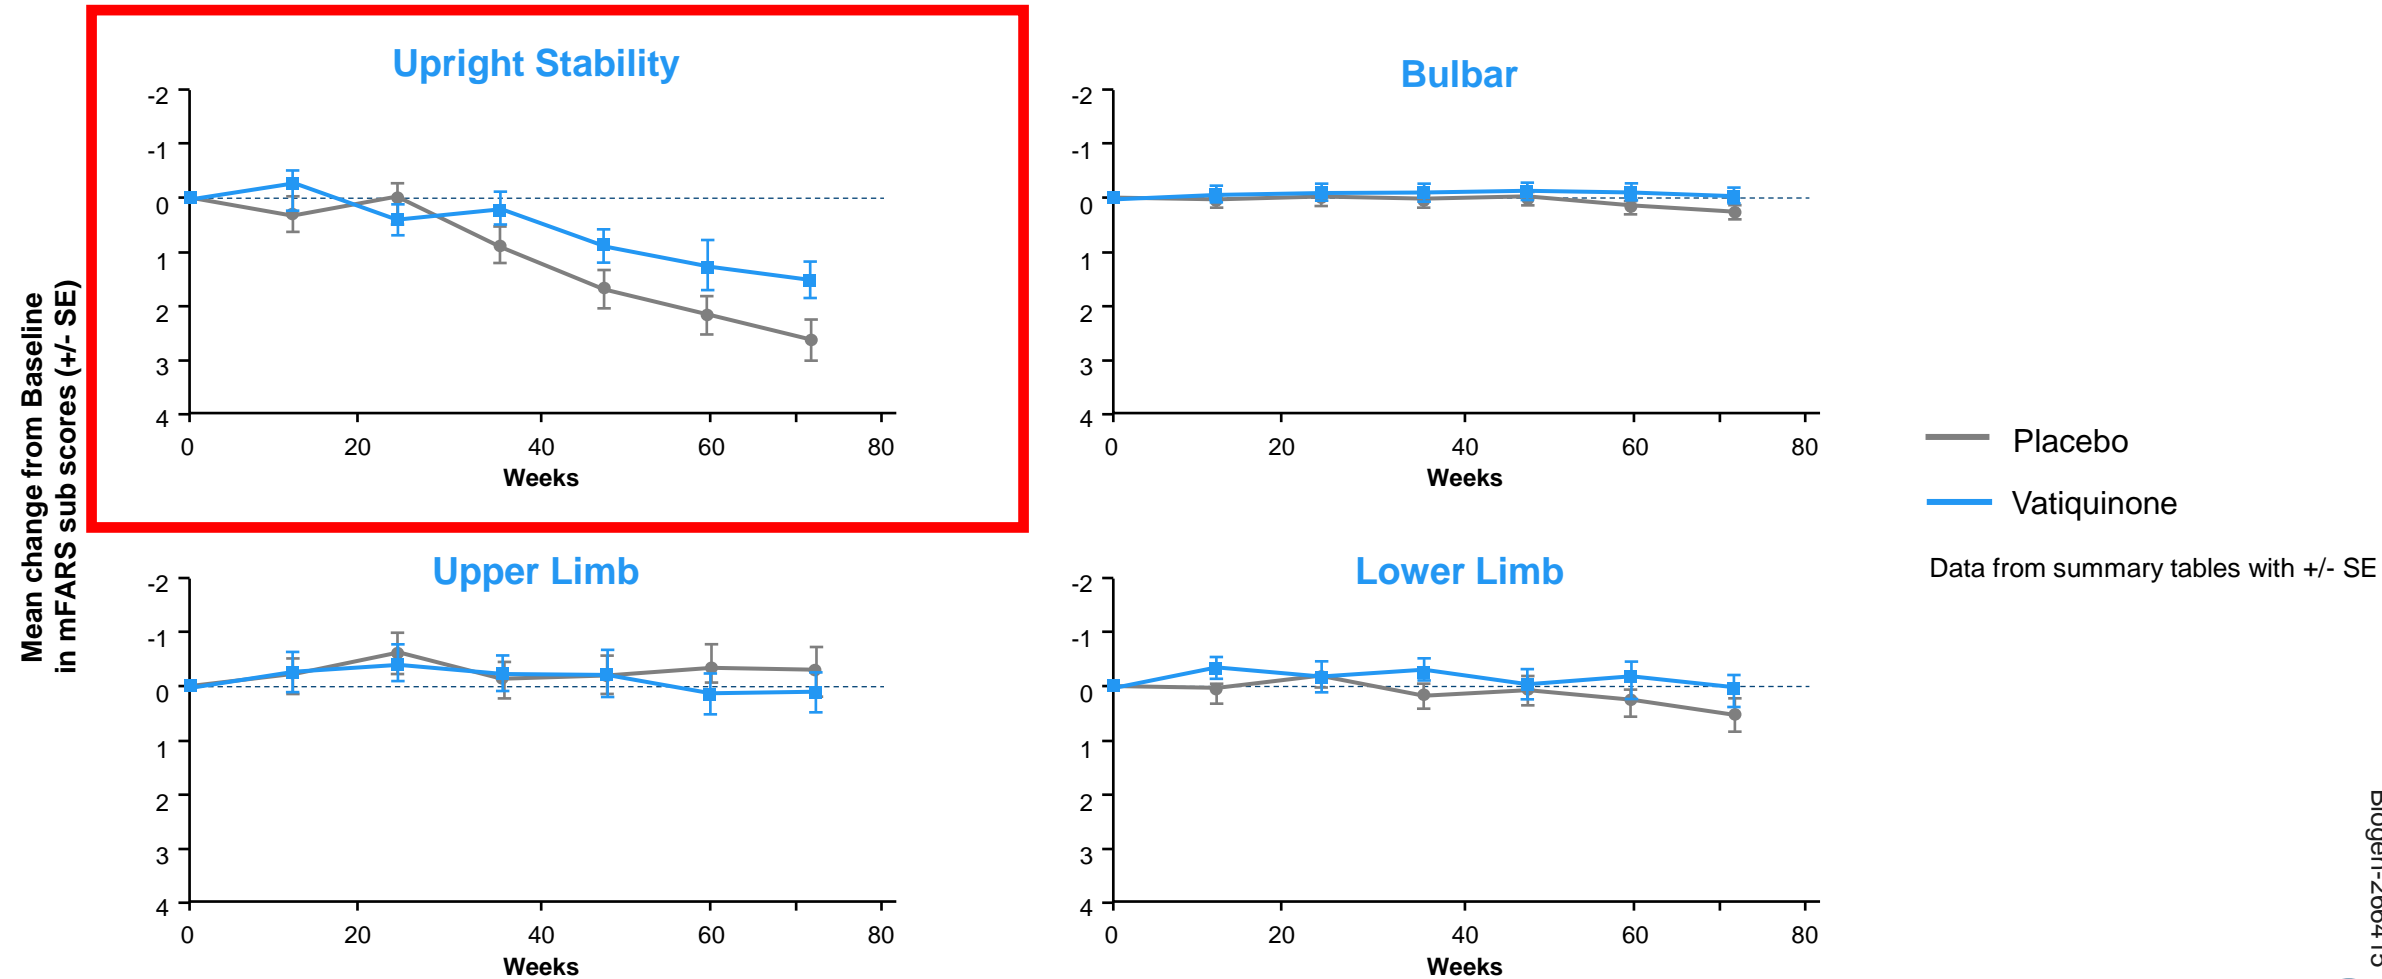 Mean change from Baseline
in mFARS sub scores (+/- SE)
Upright Stability
-2
-1
0
1
2
3
4
0 20 40 60 80
Weeks
Bulbar
-2
-1
0
1
2
3
4
0 20 40 60 80
Weeks
Upper Limb
-2
-1
0
1
2
3
4
0 20 40 60 80
Weeks
Lower Limb
-2
-1
0
1
2
3
4
0 20 40 60 80
Weeks
Placebo
Vatiquinone
Data from summary tables with +/- SE